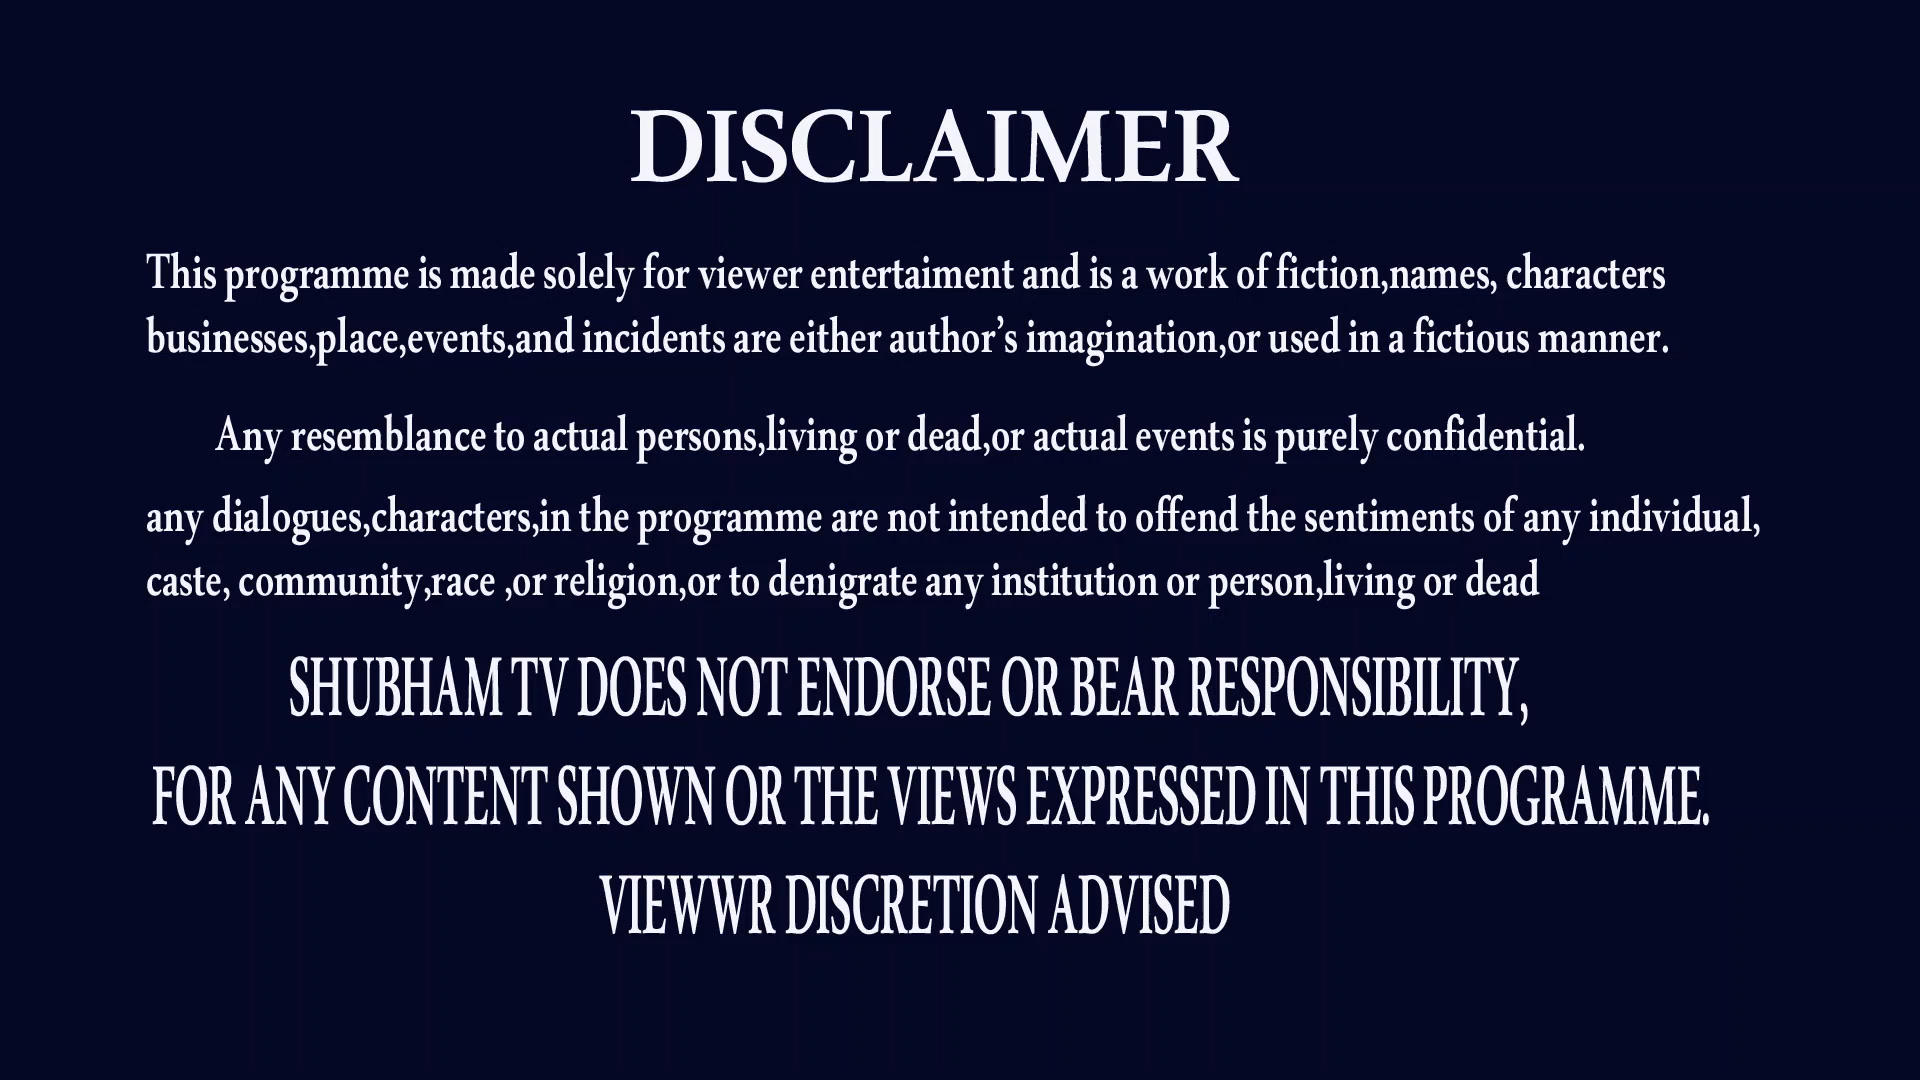 DISCLAIMER
This programme is made solely for viewer entertaiment and is a work of fiction,names, characters
businesses,place,events,and incidents are either author’s imagination,or used in a fictious manner.
Any resemblance to actual persons,living or dead,or actual events is purely confidential.
any dialogues,characters,in the programme are not intended to offend the sentiments of any individual,
caste, community,race ,or religion,or to denigrate any institution or person,living or dead
SHUBHAM TV DOES NOT ENDORSE OR BEAR RESPONSIBILITY,
FOR ANY CONTENT SHOWN OR THE VIEWS EXPRESSED IN THIS PROGRAMME.
VIEWWR DISCRETION ADVISED